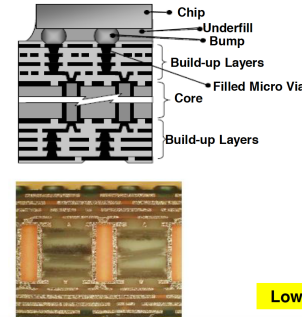 Chip
Underfill
Bump
Build-up Layers
Filled Micro Via
Core
Build-up Layers
Low